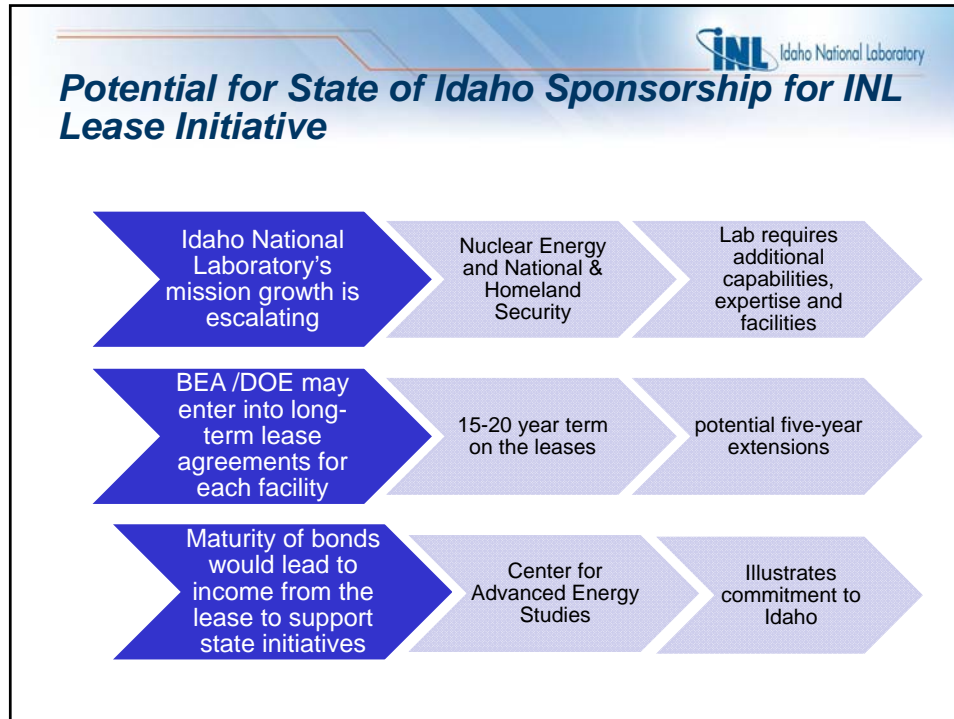 INL Idaho National Laboratory
Potential for State of Idaho Sponsorship for INL
Lease Initiative
Idaho National
Laboratory's
mission growth is
escalating
Nuclear Energy
and National &
Homeland
Security
Lab requires
additional
capabilities,
expertise and
facilities
BEA /DOE may
enter into long-
term lease
agreements for
each facility
15-20 year term
on the leases
potential five-year
extensions
Maturity of bonds
would lead to
income from the
lease to support
state initiatives
Center for
Advanced Energy
Studies
Illustrates
commitment to
Idaho